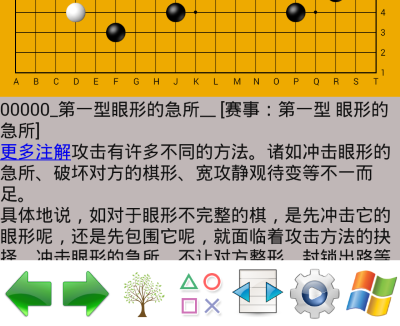 4
3
2
1
A B C D E F G H J K L M N O P Q R S T
00000_第一型眼形的急所__ [赛事：第一型 眼形的
急所]
更多注解攻击有许多不同的方法。诸如冲击眼形的
急所、破坏对方的棋形、宽攻静观待变等不一而
足。
具体地说，如对于眼形不完整的棋，是先冲击它的
眼形呢，还是先包围它呢，就面临着攻击方法的抉
择。冲击眼形的急所，不让对方整形，封锁出路等